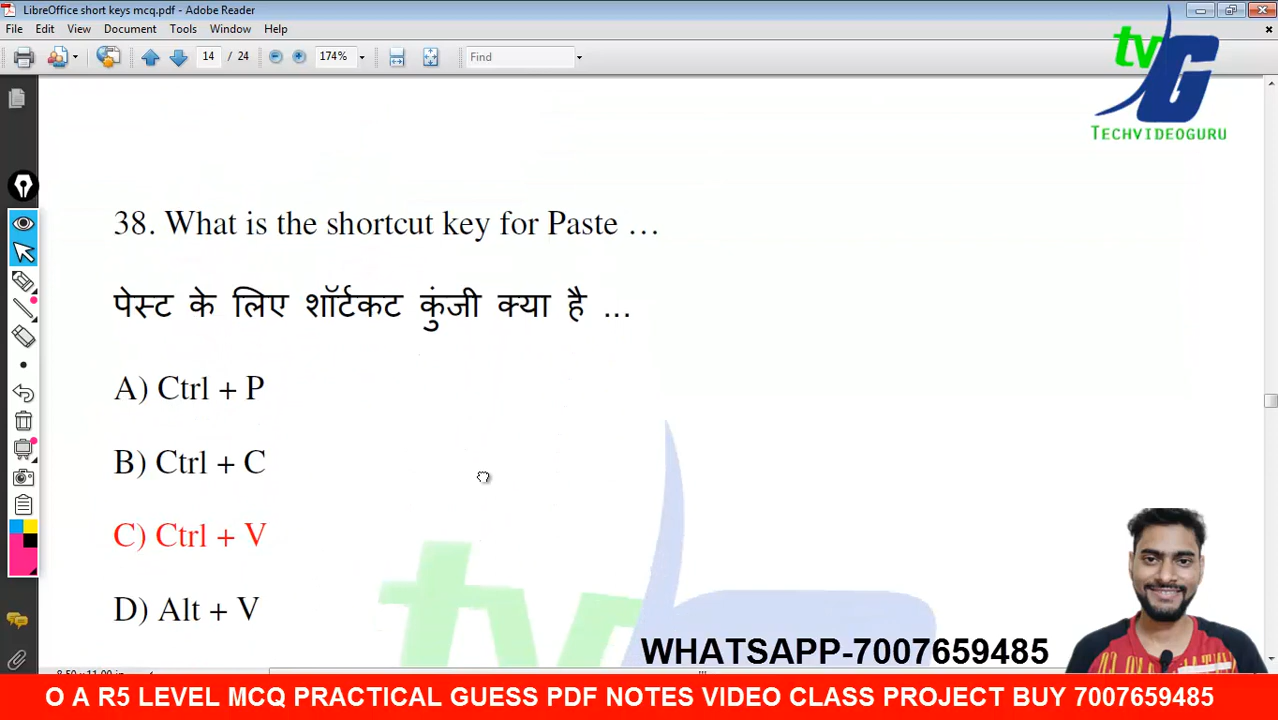 LibreOffice short keys mcq.pdf - Adobe Reader
File Edit View Document Tools Window Help
14 / 24 174% Find
tv G
TECHVIDEOGURU
38. What is the shortcut key for Paste …
पेस्ट के लिए शॉर्टकट कुंजी क्या है ...
A) Ctrl + P
B) Ctrl + C
C) Ctrl + V
D) Alt + V
WHATSAPP-7007659485
O A R5 LEVEL MCQ PRACTICAL GUESS PDF NOTES VIDEO CLASS PROJECT BUY 7007659485